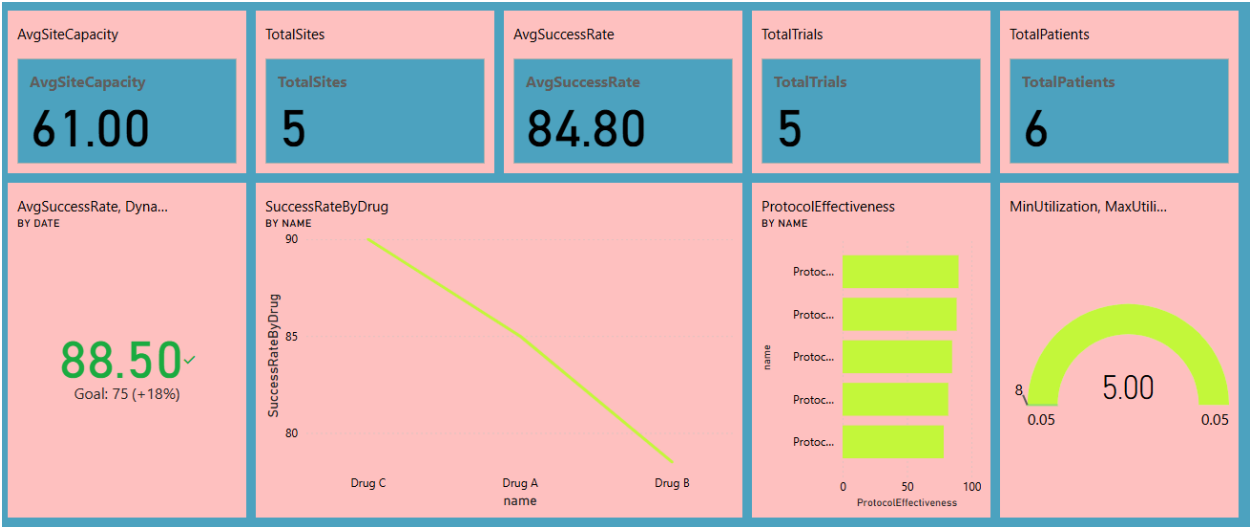 AvgSiteCapacity
AvgSiteCapacity
61.00
TotalSites
TotalSites
5
AvgSuccessRate
AvgSuccessRate
84.80
TotalTrials
TotalTrials
5
TotalPatients
TotalPatients
6
AvgSuccessRate, Dyna...
BY DATE
88.50
Goal: 75 (+18%)
SuccessRateByDrug
BY NAME
SuccessRateByDrug
90
85
80
Drug C Drug A Drug B
name
ProtocolEffectiveness
BY NAME
name
Protoc...
Protoc...
Protoc...
Protoc...
Protoc...
0 50 100
ProtocolEffectiveness
MinUtilization, MaxUtili...
8
5.00
0.05 0.05